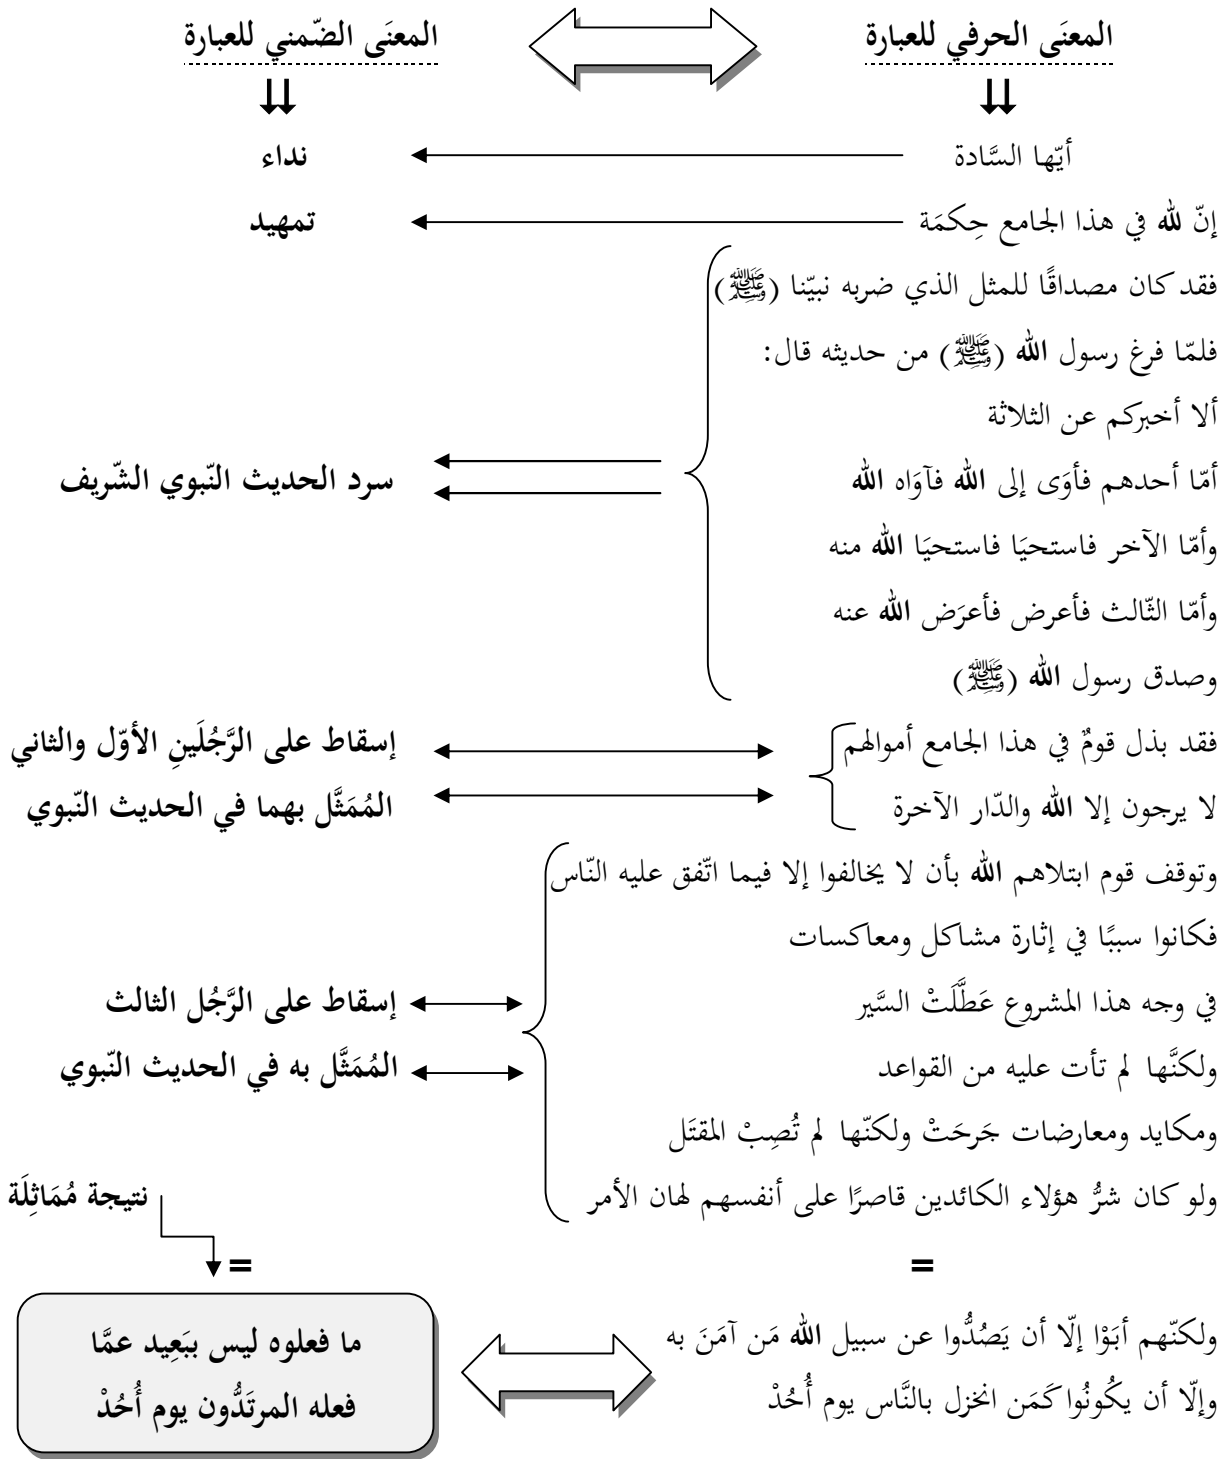 المعنَى الحرفي للعبارة
المعنَى الضّمني للعبارة
أيّها السَّادة
نداء
إنّ لله في هذا الجامع حِكمَة
تمهيد
فقد كان مصداقًا للمثل الذي ضربه نبيّنا (ﷺ)
فلمّا فرغ رسول الله (ﷺ) من حديثه قال:
ألا أخبركم عن الثلاثة
أمّا أحدهم فأوَى إلى الله فآوَاه الله
وأمّا الآخر فاستحيَا فاستحيَا الله منه
وأمّا الثّالث فأعرض فأعرَض الله عنه
وصدق رسول الله (ﷺ)
سرد الحديث النّبوي الشّريف
فقد بذل قومٌ في هذا الجامع أموالهم
لا يرجون إلا الله والدّار الآخرة
إسقاط على الرَّجُلَينِ الأوّل والثاني
المُمَثَّل بهما في الحديث النّبوي
وتوقف قوم ابتلاهم الله بأن لا يخالفوا إلا فيما اتّفق عليه النّاس
فكانوا سببًا في إثارة مشاكل ومعاكسات
في وجه هذا المشروع عَطَّلَتْ السَّير
ولكنَّها لم تأت عليه من القواعد
ومكايد ومعارضات جَرحَتْ ولكنّها لم تُصِبْ المقتَل
ولو كان شرُّ هؤلاء الكائدين قاصرًا على أنفسهم لهان الأمر
إسقاط على الرَّجُل الثالث
المُمَثَّل به في الحديث النّبوي
نتيجة مُمَاثِلَة
=
=
ولكنّهم أبَوْا إلّا أن يَصُدُّوا عن سبيل الله مَن آمَنَ به
وإلّا أن يكُونُوا كَمَن انخزل بالنَّاس يوم أُحُدْ
ما فعلوه ليس ببَعِيد عمَّا
فعله المرتَدُّون يوم أُحُدْ